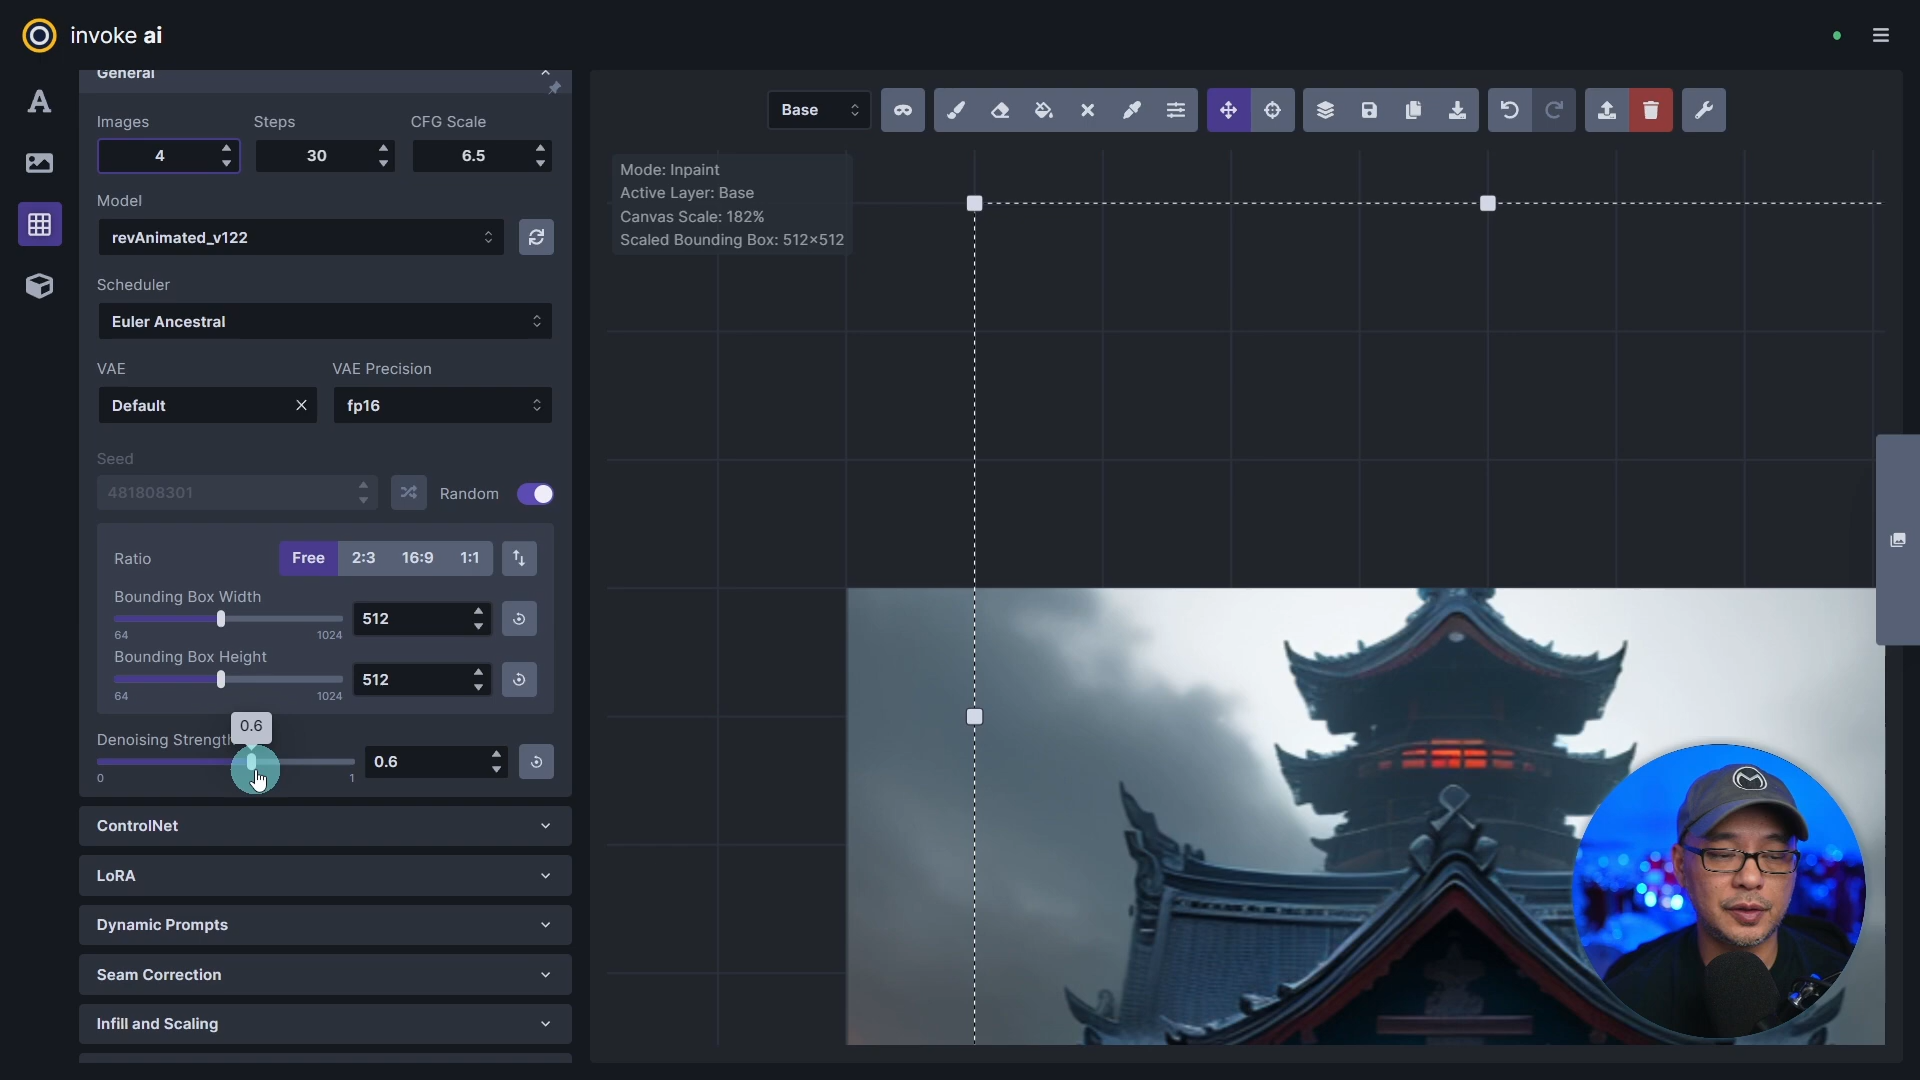 invoke ai
General
Images
Steps
CFG Scale
4
30
6.5
Model
revAnimated_v122
Scheduler
Euler Ancestral
VAE
VAE Precision
Default
fp16
Seed
481808301
Random
Ratio
Free
2:3
16:9
1:1
Bounding Box Width
512
64
1024
Bounding Box Height
512
64
1024
0.6
Denoising Strength
0.6
0
1
ControlNet
LoRA
Dynamic Prompts
Seam Correction
Infill and Scaling
Base
Mode: Inpaint
Active Layer: Base
Canvas Scale: 182%
Scaled Bounding Box: 512×512